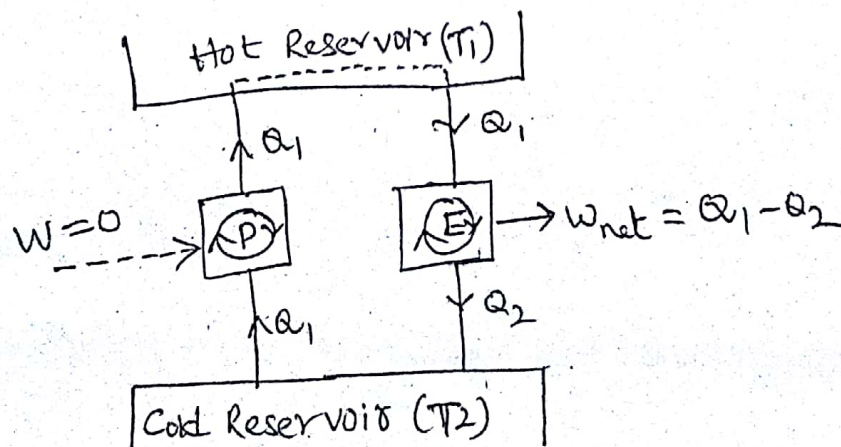 Hot Reservoir (T1)
Q1
Q1
W=0
P
E
Wnet = Q1-Q2
Q1
Q2
Cold Reservoir (T2)